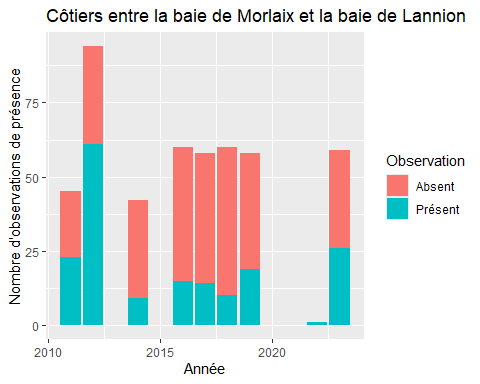 Côtiers entre la baie de Morlaix et la baie de Lannion
Nombre d'observations de présence
75
50
25
0
2010
2015
2020
Année
Observation
Absent
Présent